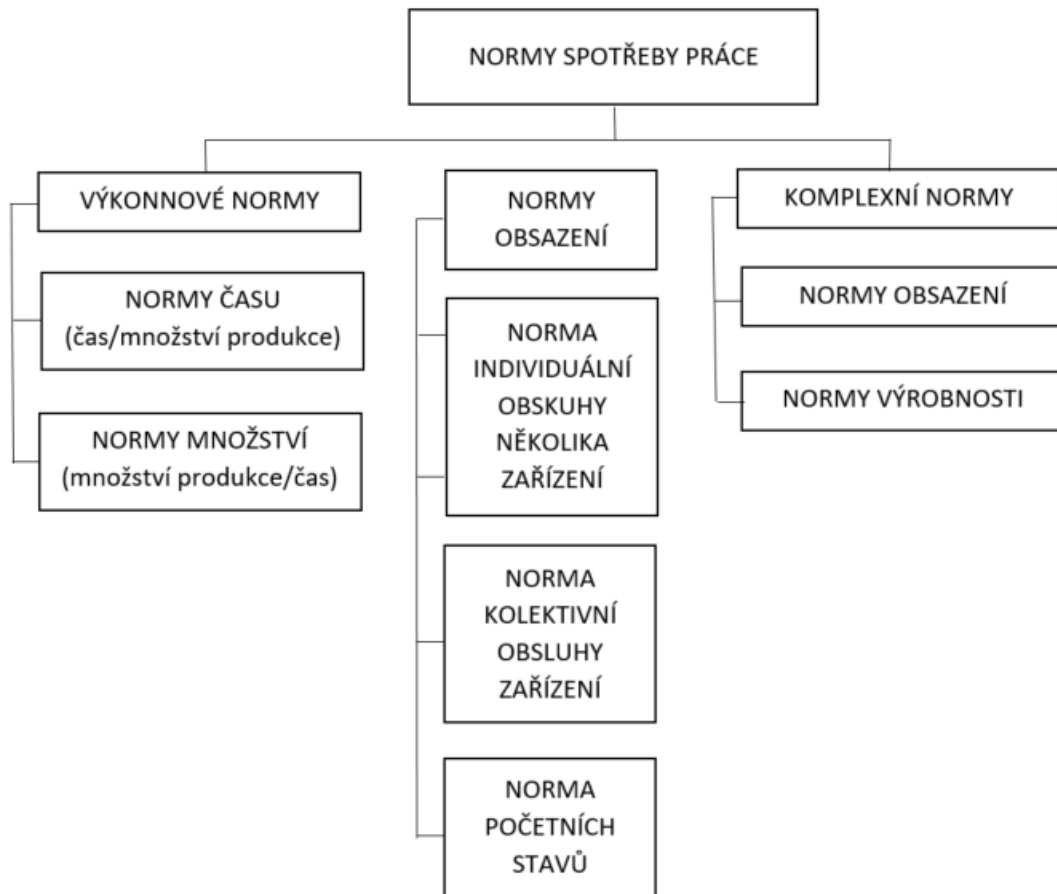 NORMY SPOTŘEBY PRÁCE
VÝKONNOVÉ NORMY
NORMY ČASU
(čas/množství produkce)
NORMY MNOŽSTVÍ
(množství produkce/čas)
NORMY
OBSAZENÍ
NORMA
INDIVIDUÁLNÍ
OBSKUHY
NĚKOLIKA
ZAŘÍZENÍ
NORMA
KOLEKTIVNÍ
OBSLUHY
ZAŘÍZENÍ
NORMA
POČETNÍCH
STAVŮ
KOMPLEXNÍ NORMY
NORMY OBSAZENÍ
NORMY VÝROBNOSTI